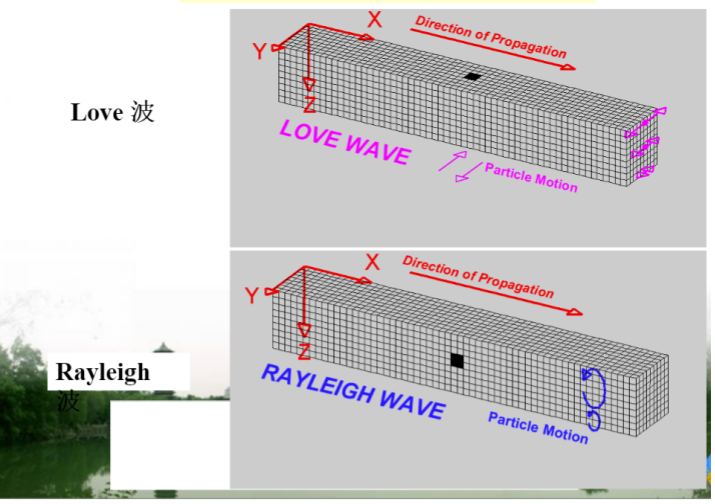 X
Direction of Propagation
Y
Z
Love 波
LOVE WAVE
Particle Motion
X
Direction of Propagation
Y
Z
Rayleigh
波
RAYLEIGH WAVE
Particle Motion